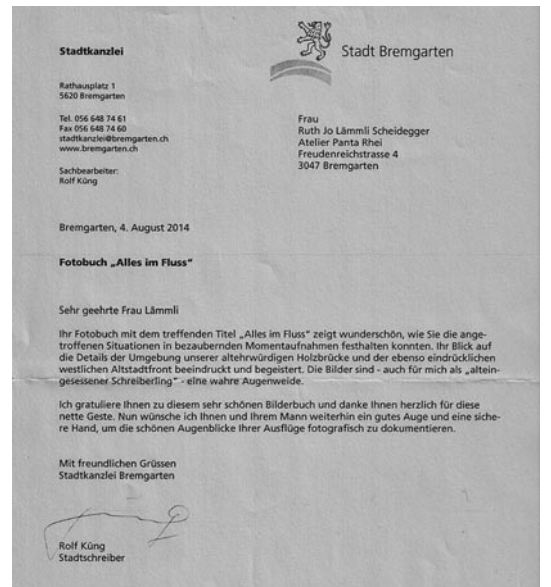 Stadtkanzlei
Stadt Bremgarten
Rathausplatz 1
5620 Bremgarten
Tel. 056 648 74 61
Fax 056 648 74 60
stadtkanzlei@bremgarten.ch
www.bremgarten.ch
Sachbearbeiter:
Rolf Küng
Frau
Ruth Jo Lämmli Scheidegger
Atelier Panta Rhei
Freudenreichstrasse 4
3047 Bremgarten
Bremgarten, 4. August 2014
Fotobuch „Alles im Fluss“
Sehr geehrte Frau Lämmli
Ihr Fotobuch mit dem treffenden Titel „Alles im Fluss“ zeigt wunderschön, wie Sie die ange-
troffenen Situationen in bezaubernden Momentaufnahmen festhalten konnten. Ihr Blick auf
die Details der Umgebung unserer altehrwürdigen Holzbrücke und der ebenso eindrücklichen
westlichen Altstadtfront beeindruckt und begeistert. Die Bilder sind - auch für mich als „altein-
gesessener Schreiberling“ - eine wahre Augenweide.
Ich gratuliere Ihnen zu diesem sehr schönen Bilderbuch und danke Ihnen herzlich für diese
nette Geste. Nun wünsche ich Ihnen und Ihrem Mann weiterhin ein gutes Auge und eine siche-
re Hand, um die schönen Augenblicke Ihrer Ausflüge fotografisch zu dokumentieren.
Mit freundlichen Grüssen
Stadtkanzlei Bremgarten
Rolf Küng
Stadtschreiber